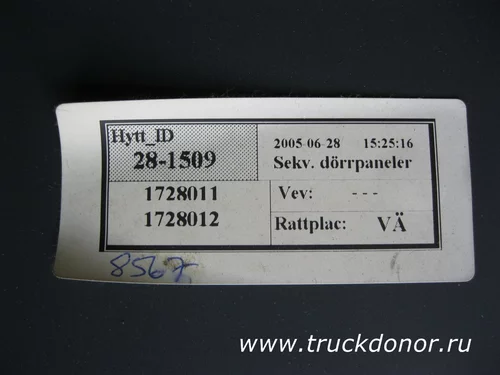 Hytt_ID
28-1509
2005-06-28 15:25:16
Sekv. dörrpaneler
1728011
1728012
Vev: ---
Rattplac: VÄ
8567
www.truckdonor.ru